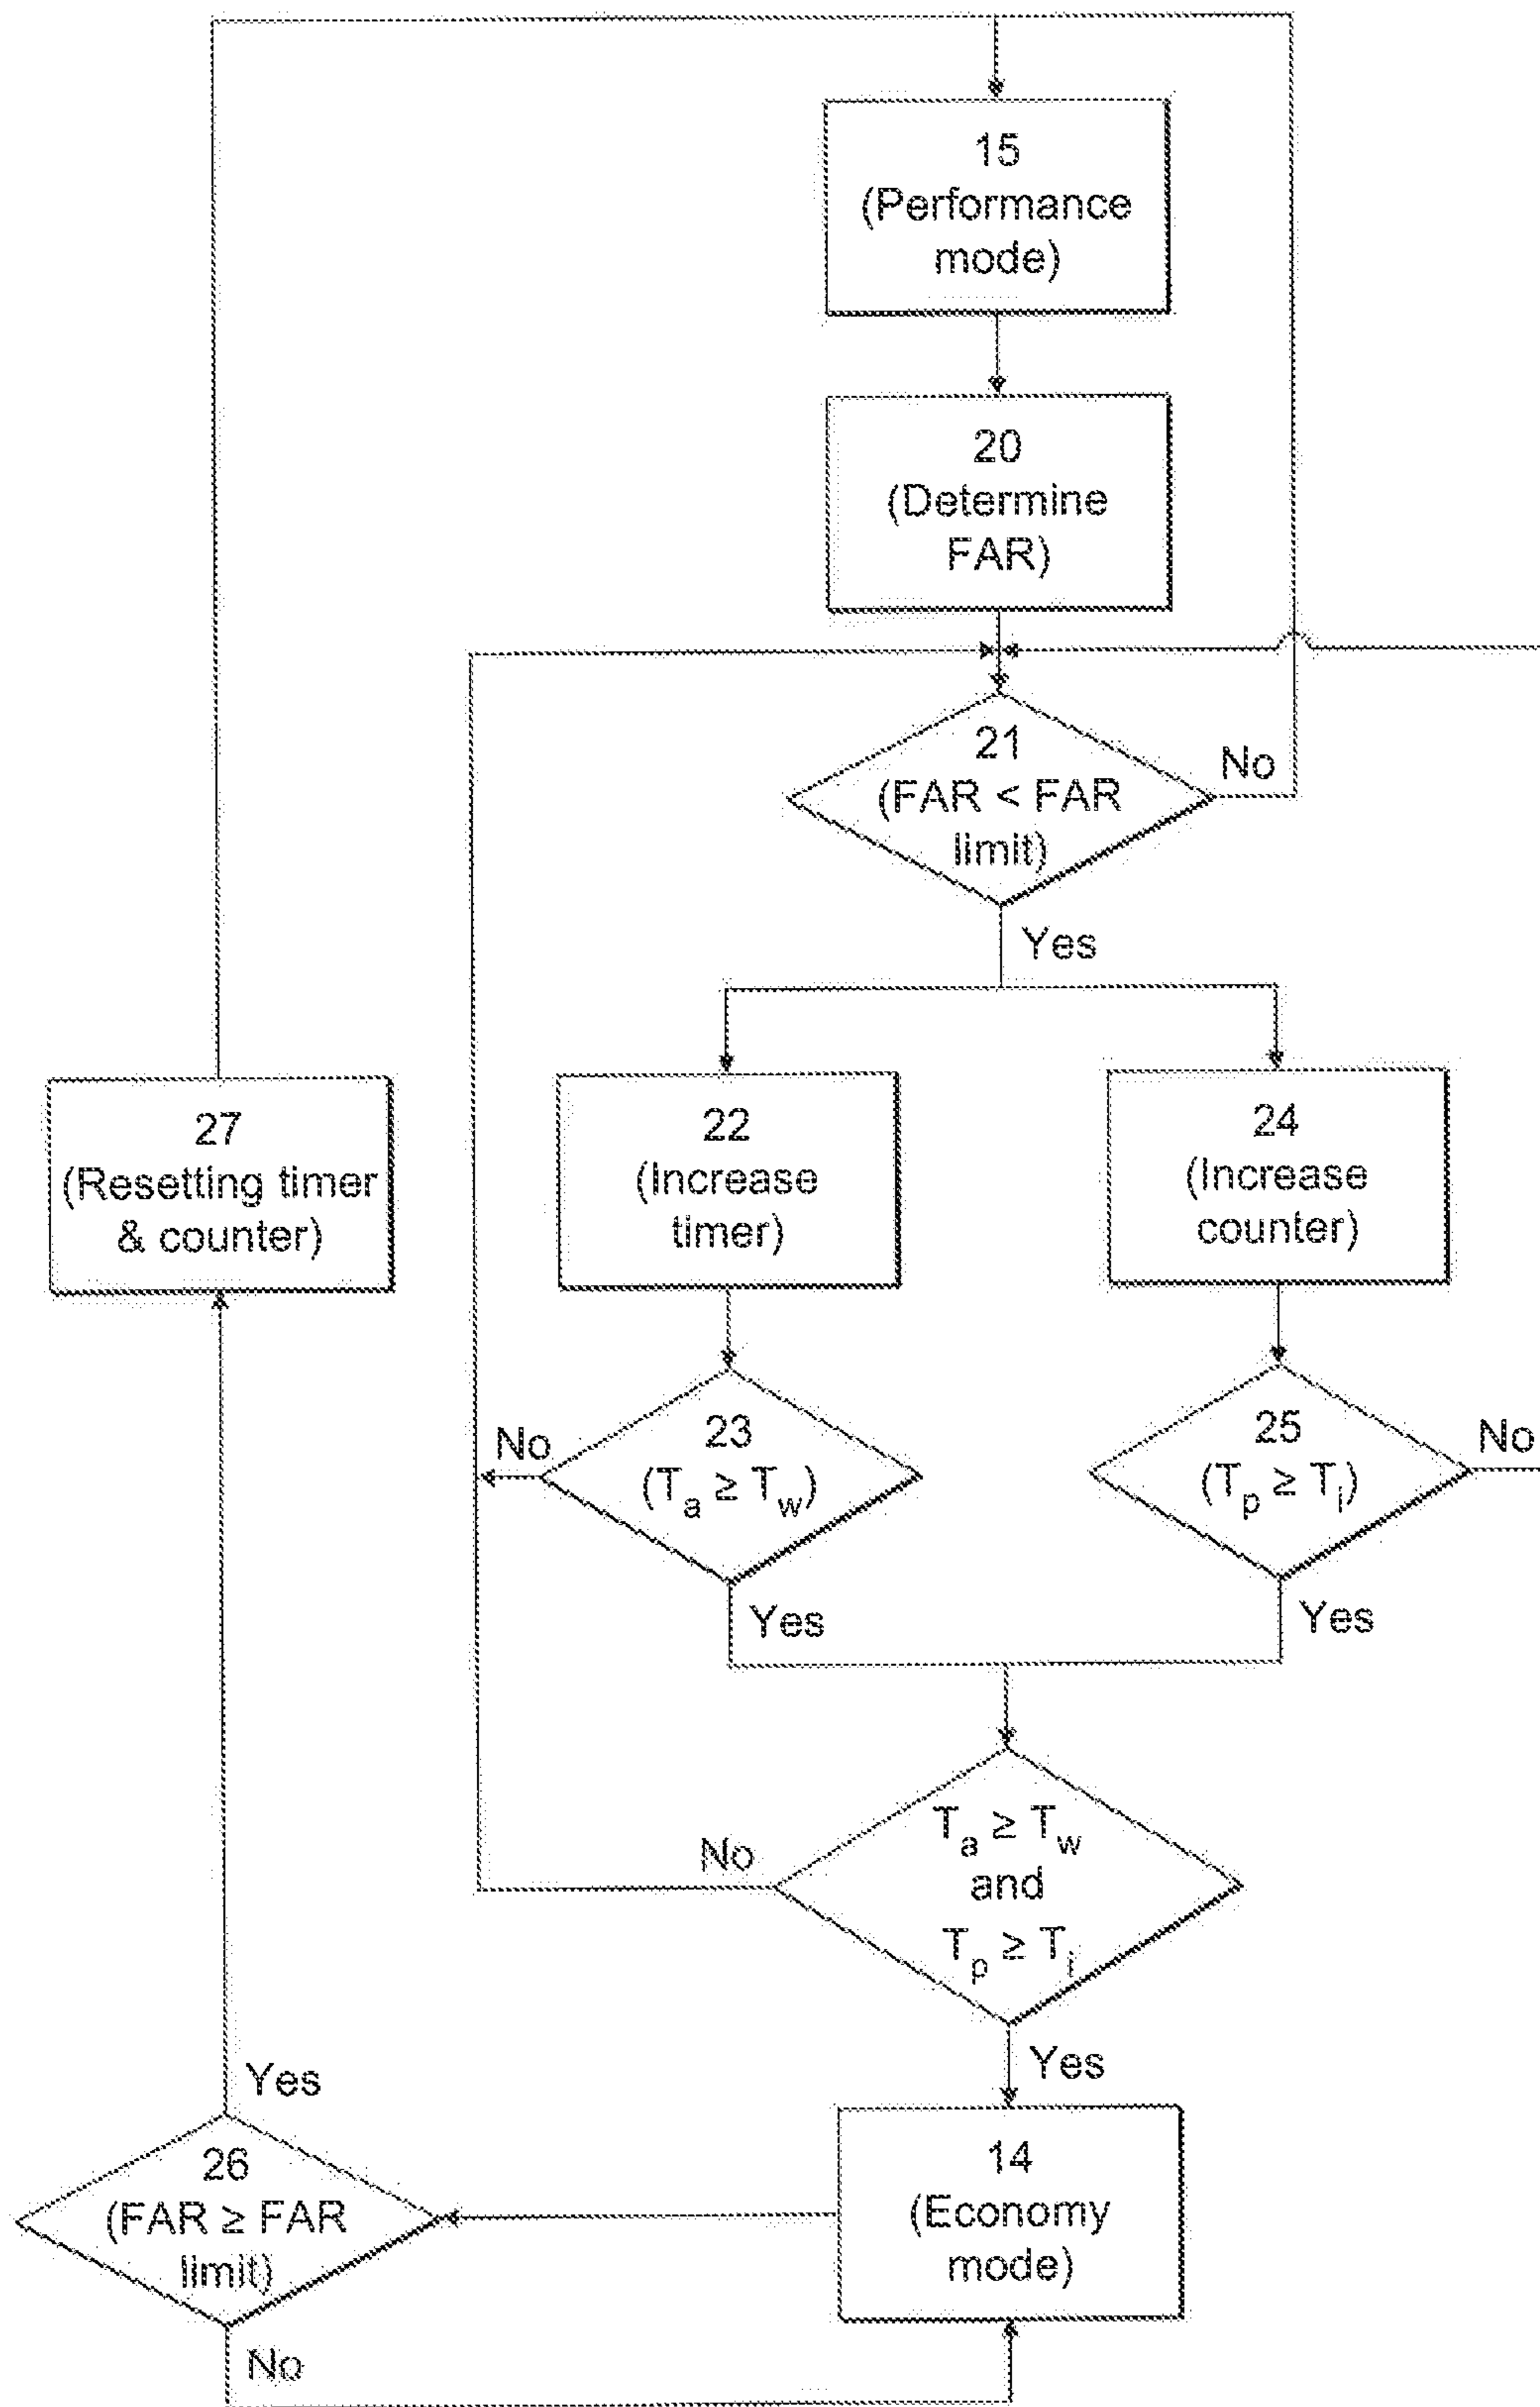 15
(Performance
mode)
20
(Determine
FAR)
21
(FAR < FAR
limit)
No
Yes
27
(Resetting timer
& counter)
22
(Increase
timer)
24
(Increase
counter)
No
23
(Ta ≥ Tw)
25
(Tp ≥ Ti)
No
Yes
Yes
Ta ≥ Tw
and
Tp ≥ Ti
No
Yes
Yes
26
(FAR ≥ FAR
limit)
14
(Economy
mode)
No